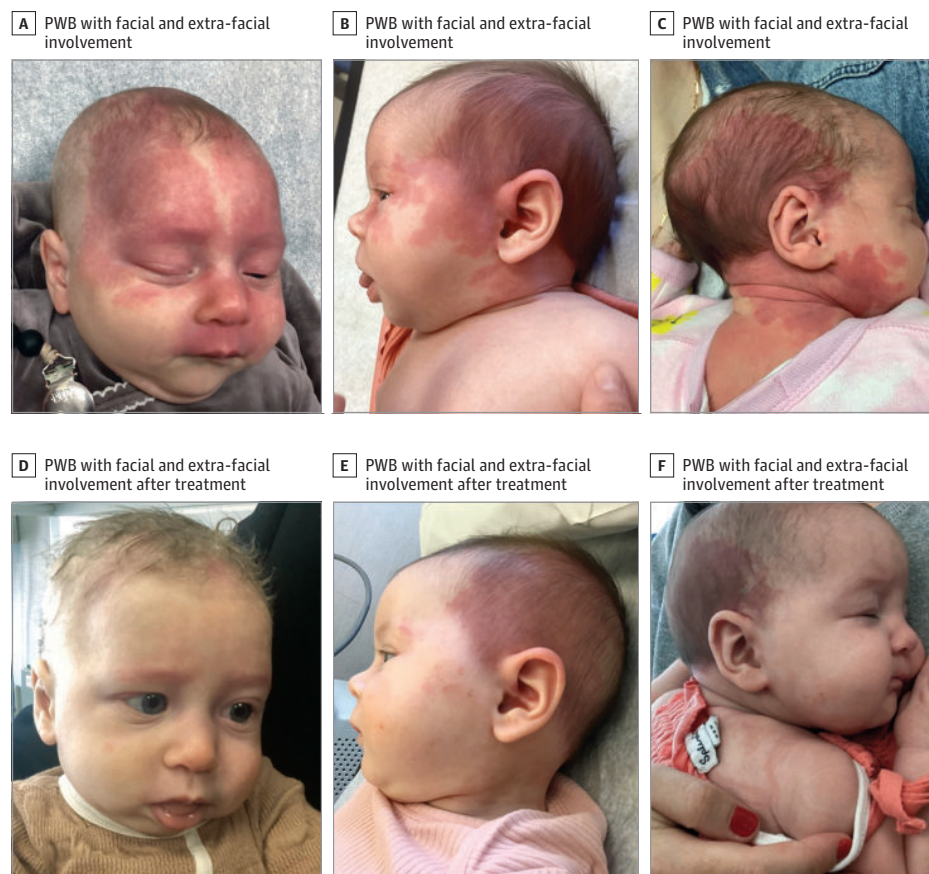 A PWB with facial and extra-facial
involvement
B PWB with facial and extra-facial
involvement
C PWB with facial and extra-facial
involvement
D PWB with facial and extra-facial
involvement after treatment
E PWB with facial and extra-facial
involvement after treatment
F PWB with facial and extra-facial
involvement after treatment